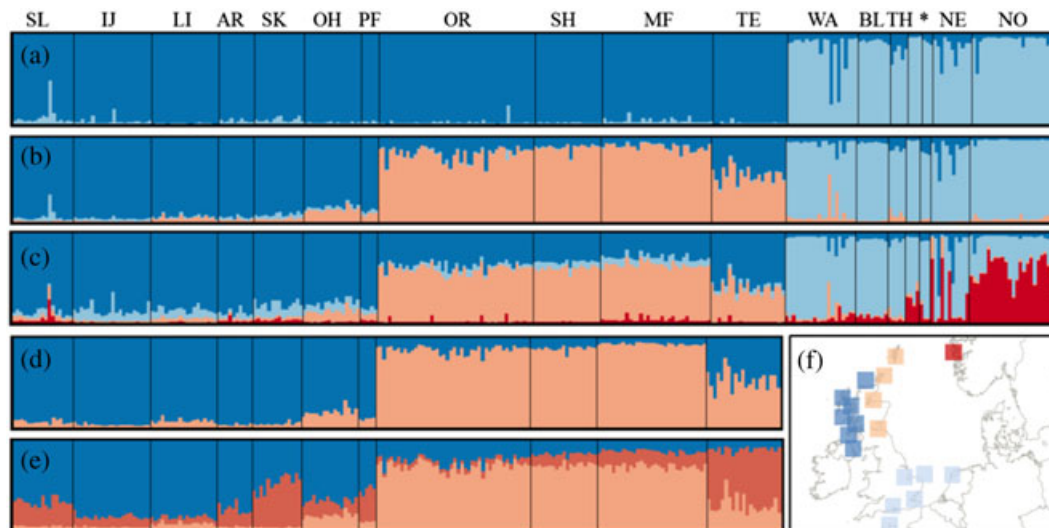 SL IJ LI AR SK OH PF OR SH MF TE WA BL TH * NE NO
(a)
(b)
(c)
(d)
(e)
(f)